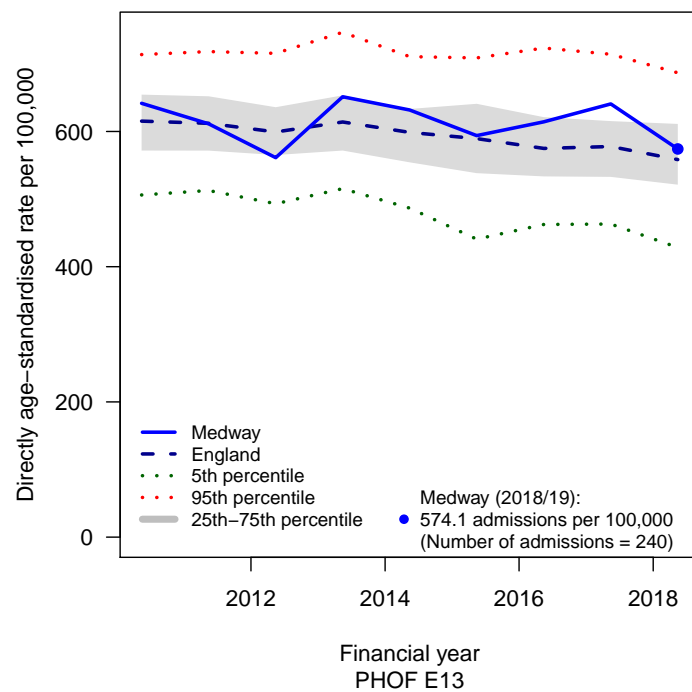 Directly age−standardised rate per 100,000
600
400
200
0
Medway
England
5th percentile
95th percentile
25th−75th percentile
Medway (2018/19):
574.1 admissions per 100,000
(Number of admissions = 240)
2012
2014
2016
2018
Financial year
PHOF E13